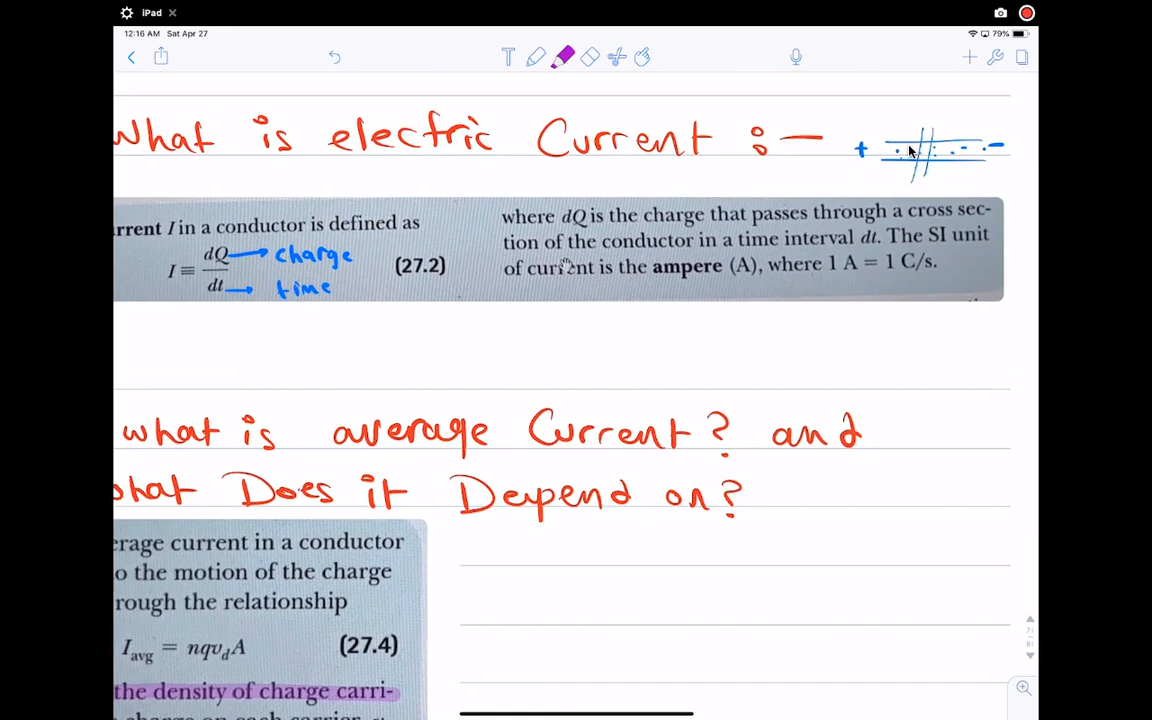 iPad
12:16 AM Sat Apr 27
79%
What is electric Current :-
+ -
rrent I in a conductor is defined as
I ≡ dQ/dt (27.2)
charge
time
where dQ is the charge that passes through a cross sec-
tion of the conductor in a time interval dt. The SI unit
of current is the ampere (A), where 1 A = 1 C/s.
what is average Current? and
what Does it Depend on?
erage current in a conductor
o the motion of the charge
rough the relationship
Iavg = nqvdA (27.4)
the density of charge carri-